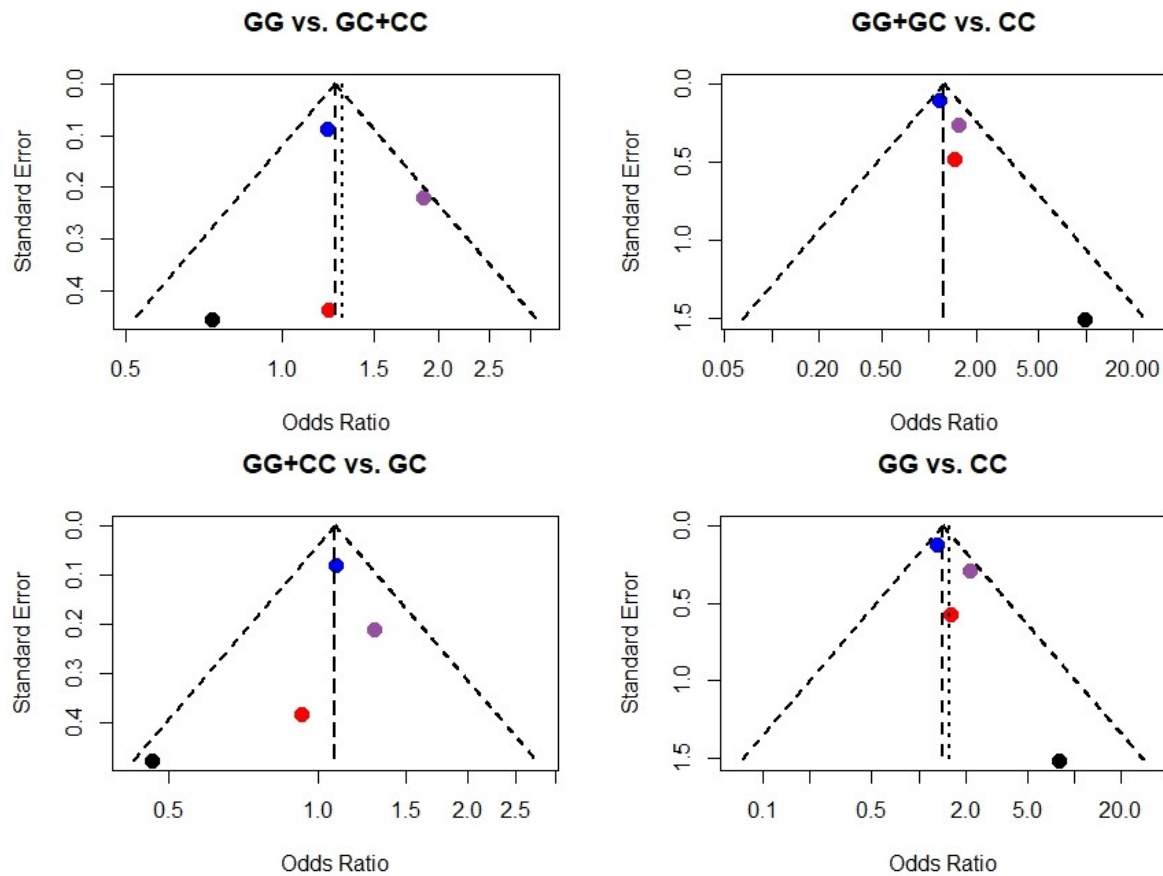 GG vs. GC+CC
Standard Error
0.0
0.1
0.2
0.3
0.4
0.5 1.0 1.5 2.0 2.5
Odds Ratio
GG+GC vs. CC
Standard Error
0.0
0.5
1.0
1.5
0.05 0.20 0.50 2.00 5.00 20.00
Odds Ratio
GG+CC vs. GC
Standard Error
0.0
0.1
0.2
0.3
0.4
0.5 1.0 1.5 2.0 2.5
Odds Ratio
GG vs. CC
Standard Error
0.0
0.5
1.0
1.5
0.1 0.5 2.0 5.0 20.0
Odds Ratio